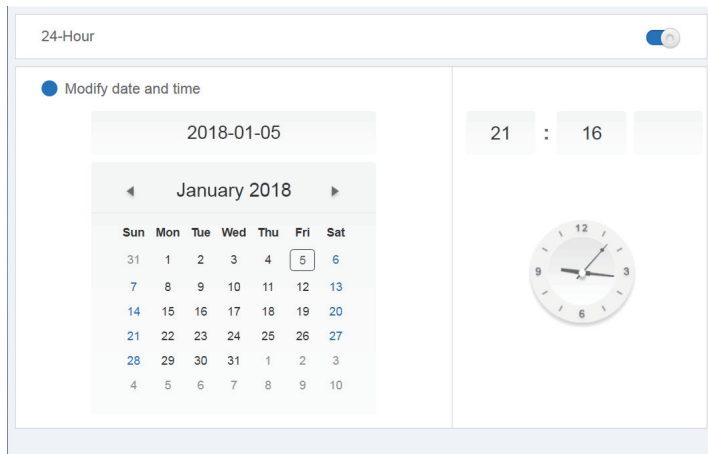 24-Hour
Modify date and time
2018-01-05
21 : 16
January 2018
Sun Mon Tue Wed Thu Fri Sat
31 1 2 3 4 5 6
7 8 9 10 11 12 13
14 15 16 17 18 19 20
21 22 23 24 25 26 27
28 29 30 31 1 2 3
4 5 6 7 8 9 10
12
9 3
6